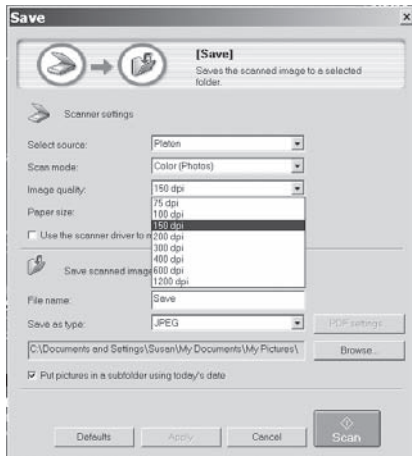 Save
[Save]
Saves the scanned image to a selected
folder.
Scanner settings
Select source: Platen
Scan mode: Color (Photos)
Image quality: 150 dpi
75 dpi
Paper size: 100 dpi
150 dpi
Use the scanner driver to 200 dpi
300 dpi
400 dpi
Save scanned imag 600 dpi
1200 dpi
File name: Save
Save as type: JPEG PDF settings...
C:\Documents and Settings\Susan\My Documents\My Pictures\ Browse...
Put pictures in a subfolder using today's date
Defaults Apply Cancel Scan